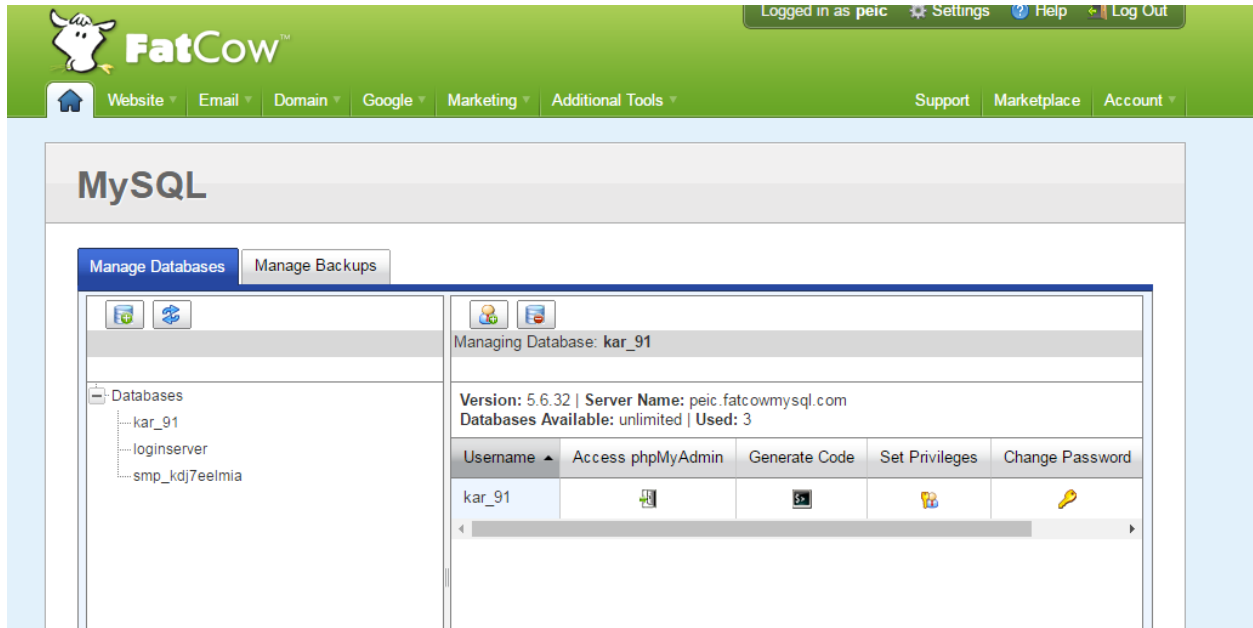 Logged in as peic Settings Help Log Out
FatCow™
Website Email Domain Google Marketing Additional Tools Support Marketplace Account
MySQL
Manage Databases Manage Backups
Managing Database: kar_91
Databases
kar_91
loginserver
smp_kdj7eelmia
Version: 5.6.32 | Server Name: peic.fatcowmysql.com
Databases Available: unlimited | Used: 3
Username Access phpMyAdmin Generate Code Set Privileges Change Password
kar_91